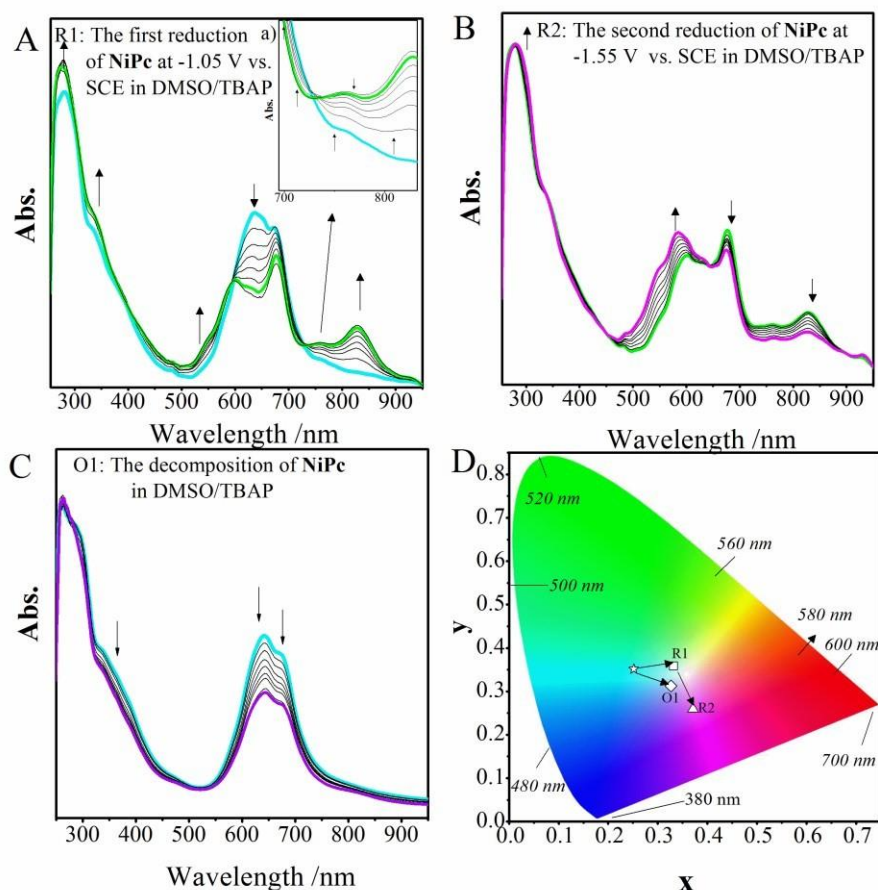 A
R1: The first reduction
of NiPc at -1.05 V vs.
SCE in DMSO/TBAP
a)
Abs.
700 800
Abs.
300 400 500 600 700 800 900
Wavelength /nm
B
R2: The second reduction of NiPc at
-1.55 V vs. SCE in DMSO/TBAP
Abs.
300 400 500 600 700 800 900
Wavelength /nm
C
O1: The decomposition of NiPc
in DMSO/TBAP
Abs.
300 400 500 600 700 800 900
Wavelength /nm
D
0.8
0.7
0.6
0.5
0.4
0.3
0.2
0.1
0.0
y
520 nm
560 nm
500 nm
580 nm
600 nm
R1
O1
R2
700 nm
480 nm
380 nm
0.0 0.1 0.2 0.3 0.4 0.5 0.6 0.7
x